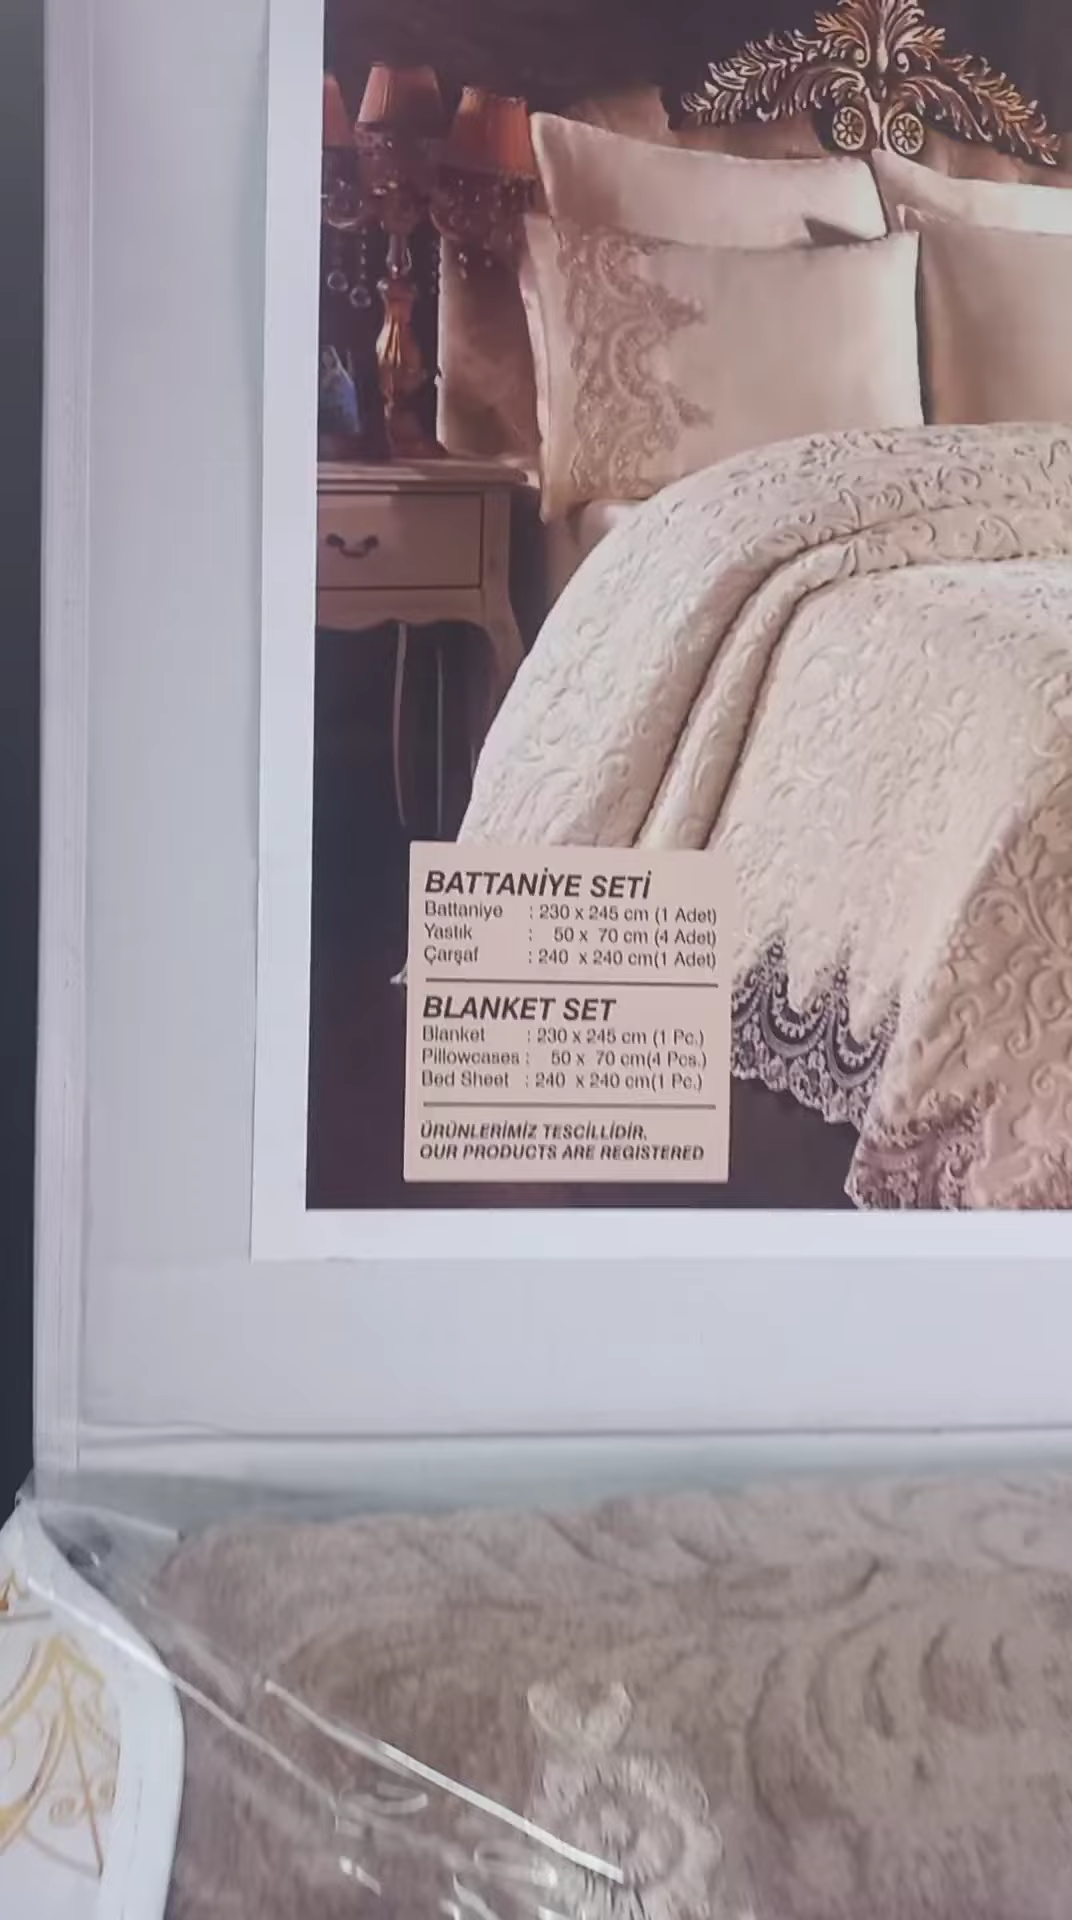 BATTANİYE SETİ
Battaniye : 230 x 245 cm (1 Adet)
Yastık : 50 x 70 cm (4 Adet)
Çarşaf : 240 x 240 cm(1 Adet)
BLANKET SET
Blanket : 230 x 245 cm (1 Pc.)
Pillowcases : 50 x 70 cm(4 Pcs.)
Bed Sheet : 240 x 240 cm(1 Pc.)
ÜRÜNLERİMİZ TESCİLLİDİR.
OUR PRODUCTS ARE REGISTERED